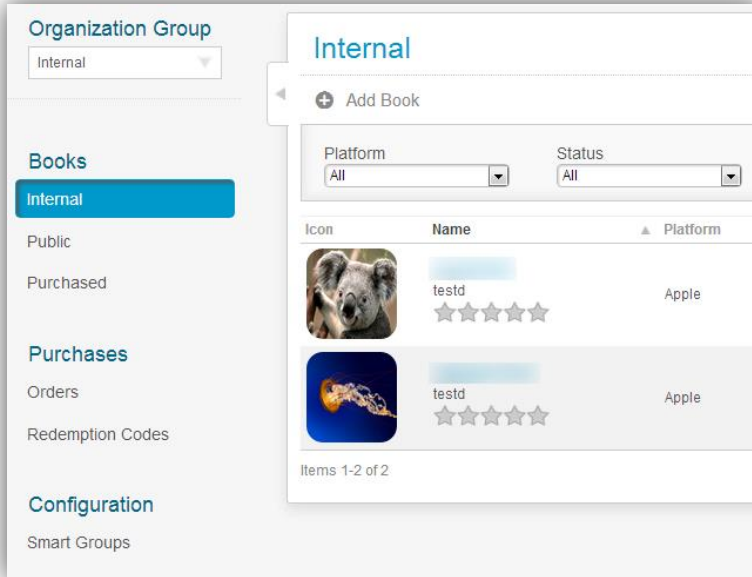 Organization Group
Internal
Books
Internal
Public
Purchased
Purchases
Orders
Redemption Codes
Configuration
Smart Groups
Internal
Add Book
Platform Status
All All
Icon Name Platform
testd Apple
testd Apple
Items 1-2 of 2